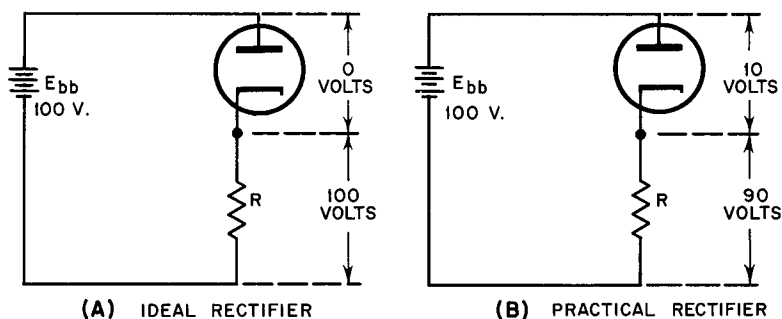 0
VOLTS
Ebb
100 V.
100
VOLTS
R
(A) IDEAL RECTIFIER
10
VOLTS
Ebb
100 V.
90
VOLTS
R
(B) PRACTICAL RECTIFIER